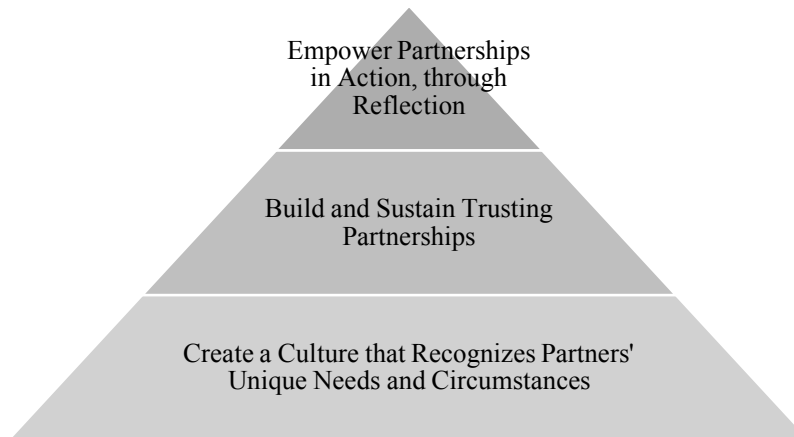 Empower Partnerships
in Action, through
Reflection
Build and Sustain Trusting
Partnerships
Create a Culture that Recognizes Partners'
Unique Needs and Circumstances